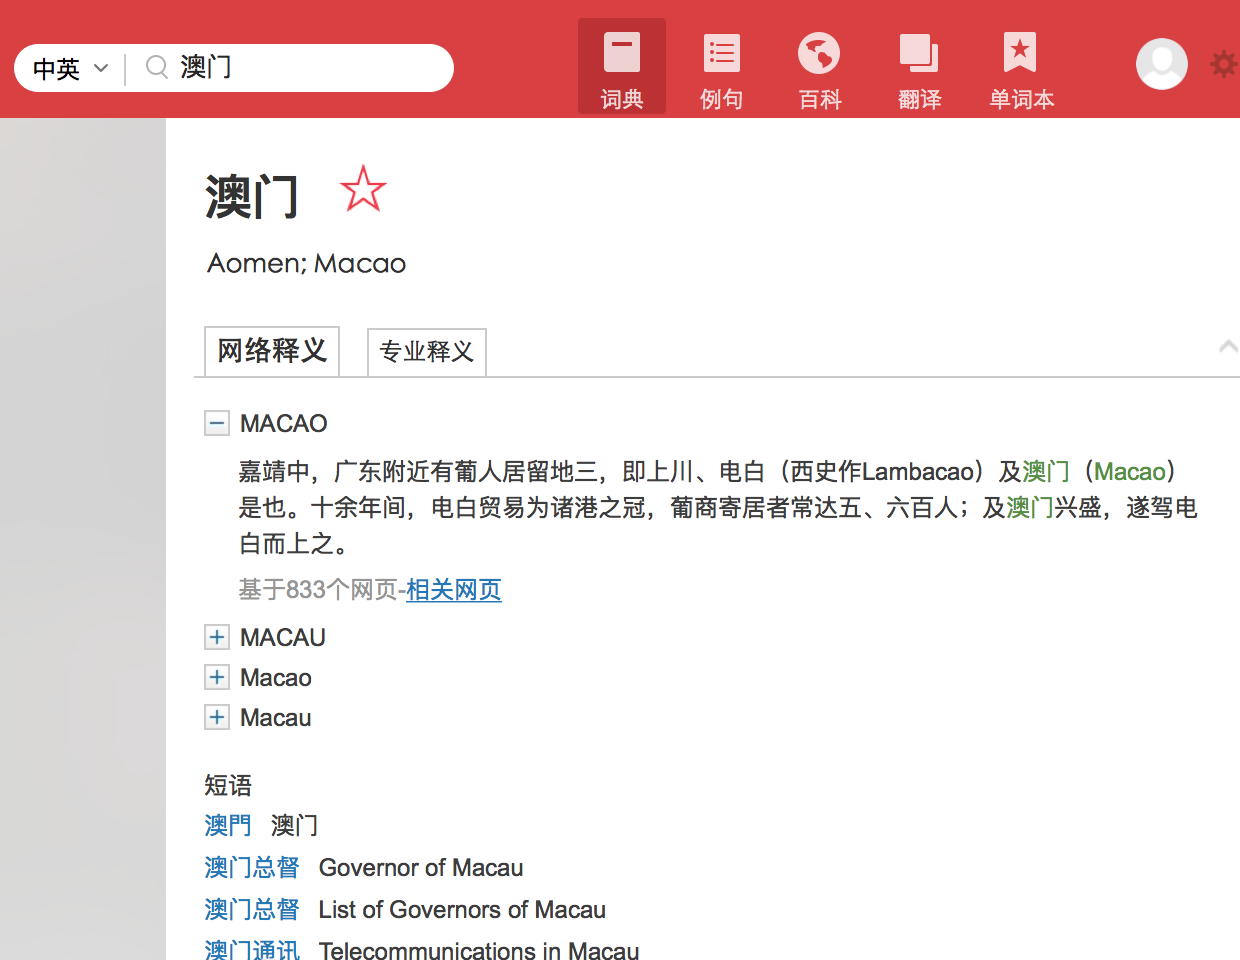 中英 澳门
词典 例句 百科 翻译 单词本
澳门
Aomen; Macao
网络释义 专业释义
MACAO
嘉靖中，广东附近有葡人居留地三，即上川、电白（西史作Lambacao）及澳门（Macao）
是也。十余年间，电白贸易为诸港之冠，葡商寄居者常达五、六百人；及澳门兴盛，遂驾电
白而上之。
基于833个网页-相关网页
MACAU
Macao
Macau
短语
澳門 澳门
澳门总督 Governor of Macau
澳门总督 List of Governors of Macau
澳门通讯 Telecommunications in Macau